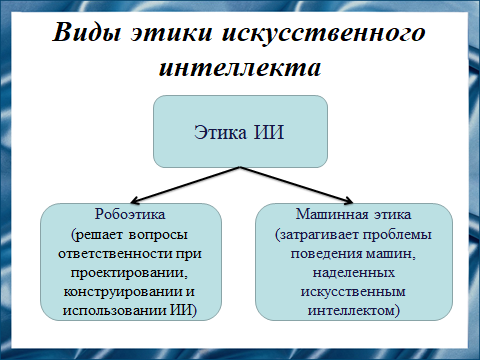 Виды этики искусственного
интеллекта
Этика ИИ
Робоэтика
(решает вопросы
ответственности при
проектировании,
конструировании и
использовании ИИ)
Машинная этика
(затрагивает проблемы
поведения машин,
наделенных
искусственным
интеллектом)